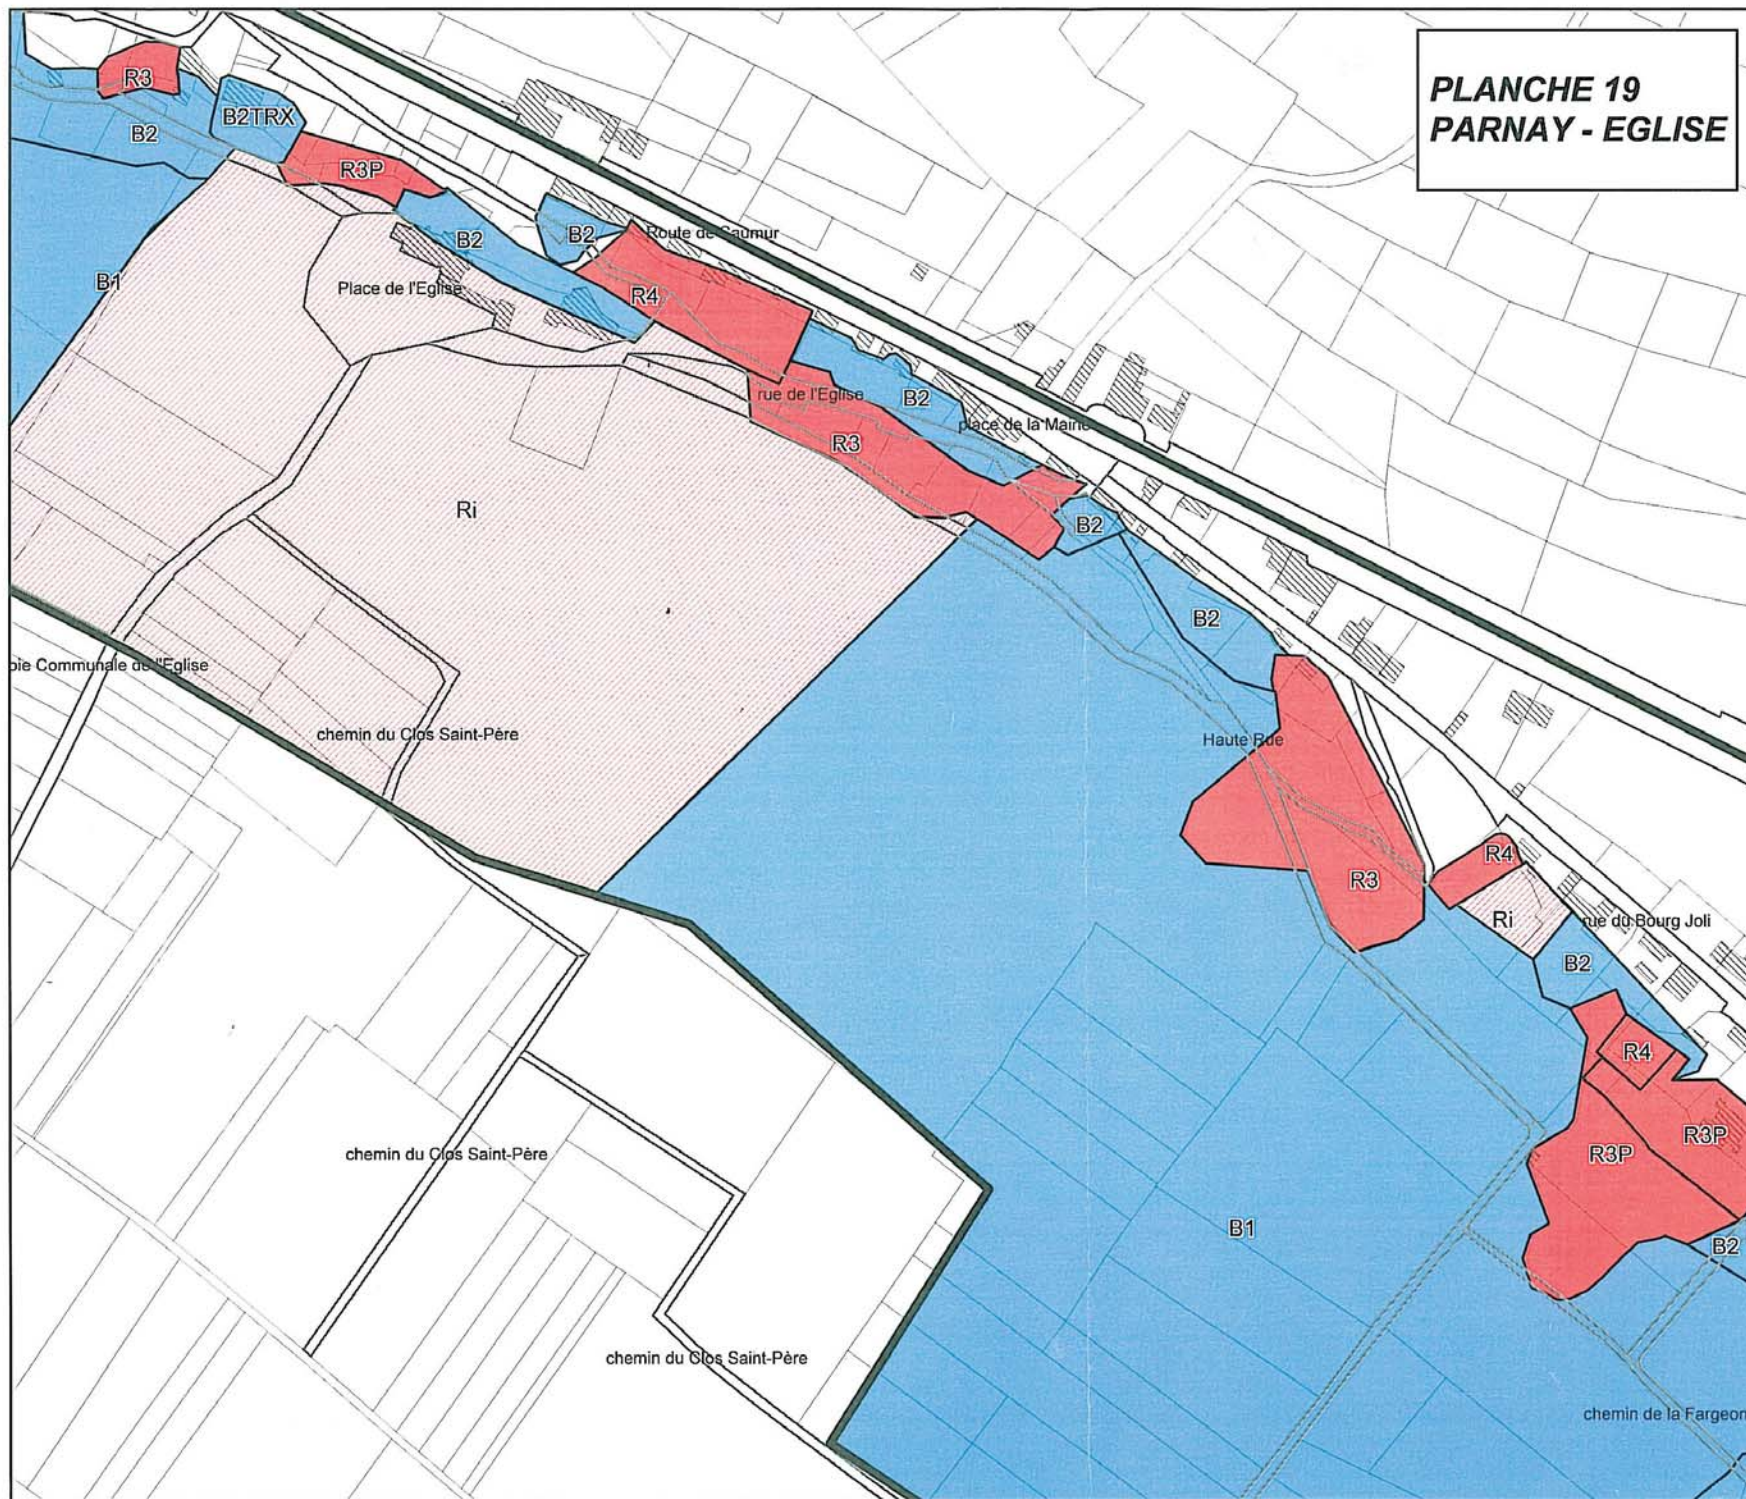 PLANCHE 19
PARNAY - EGLISE
R3
B2TRX
B2
R3P
B2
B2
Route de Saumur
B1
Place de l'Eglise
R4
rue de l'Eglise
B2
place de la Mairie
R3
Ri
B2
B2
oie Communale de l'Eglise
chemin du Clos Saint-Père
Haute Rue
R4
R3
Ri
rue du Bourg Joli
B2
R4
R3P
R3P
chemin du Clos Saint-Père
B1
B2
chemin du Clos Saint-Père
chemin de la Fargeon